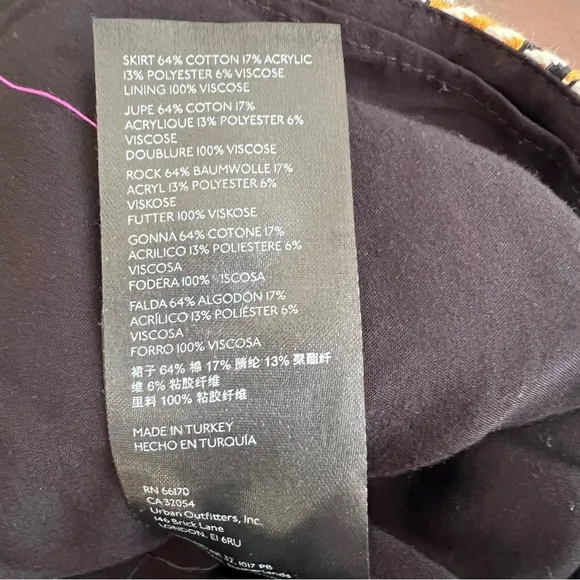 SKIRT 64% COTTON 17% ACRYLIC
13% POLYESTER 6% VISCOSE
LINING 100% VISCOSE
JUPE 64% COTON 17%
ACRYLIQUE 13% POLYESTER 6%
VISCOSE
DOUBLURE 100% VISCOSE
ROCK 64% BAUMWOLLE 17%
ACRYL 13% POLYESTER 6%
VISKOSE
FUTTER 100% VISKOSE
GONNA 64% COTONE 17%
ACRILICO 13% POLIESTERE 6%
VISCOSA
FODERA 100% VISCOSA
FALDA 64% ALGODÓN 17%
ACRÍLICO 13% POLIÉSTER 6%
VISCOSA
FORRO 100% VISCOSA
裙子 64% 棉 17% 腈纶 13% 聚酯纤
维 6% 粘胶纤维
里料 100% 粘胶纤维
MADE IN TURKEY
HECHO EN TURQUÍA
RN 66170
CA 32054
Urban Outfitters, Inc.
146 Brick Lane
LONDON, E1 6RU
32, 1017 PB